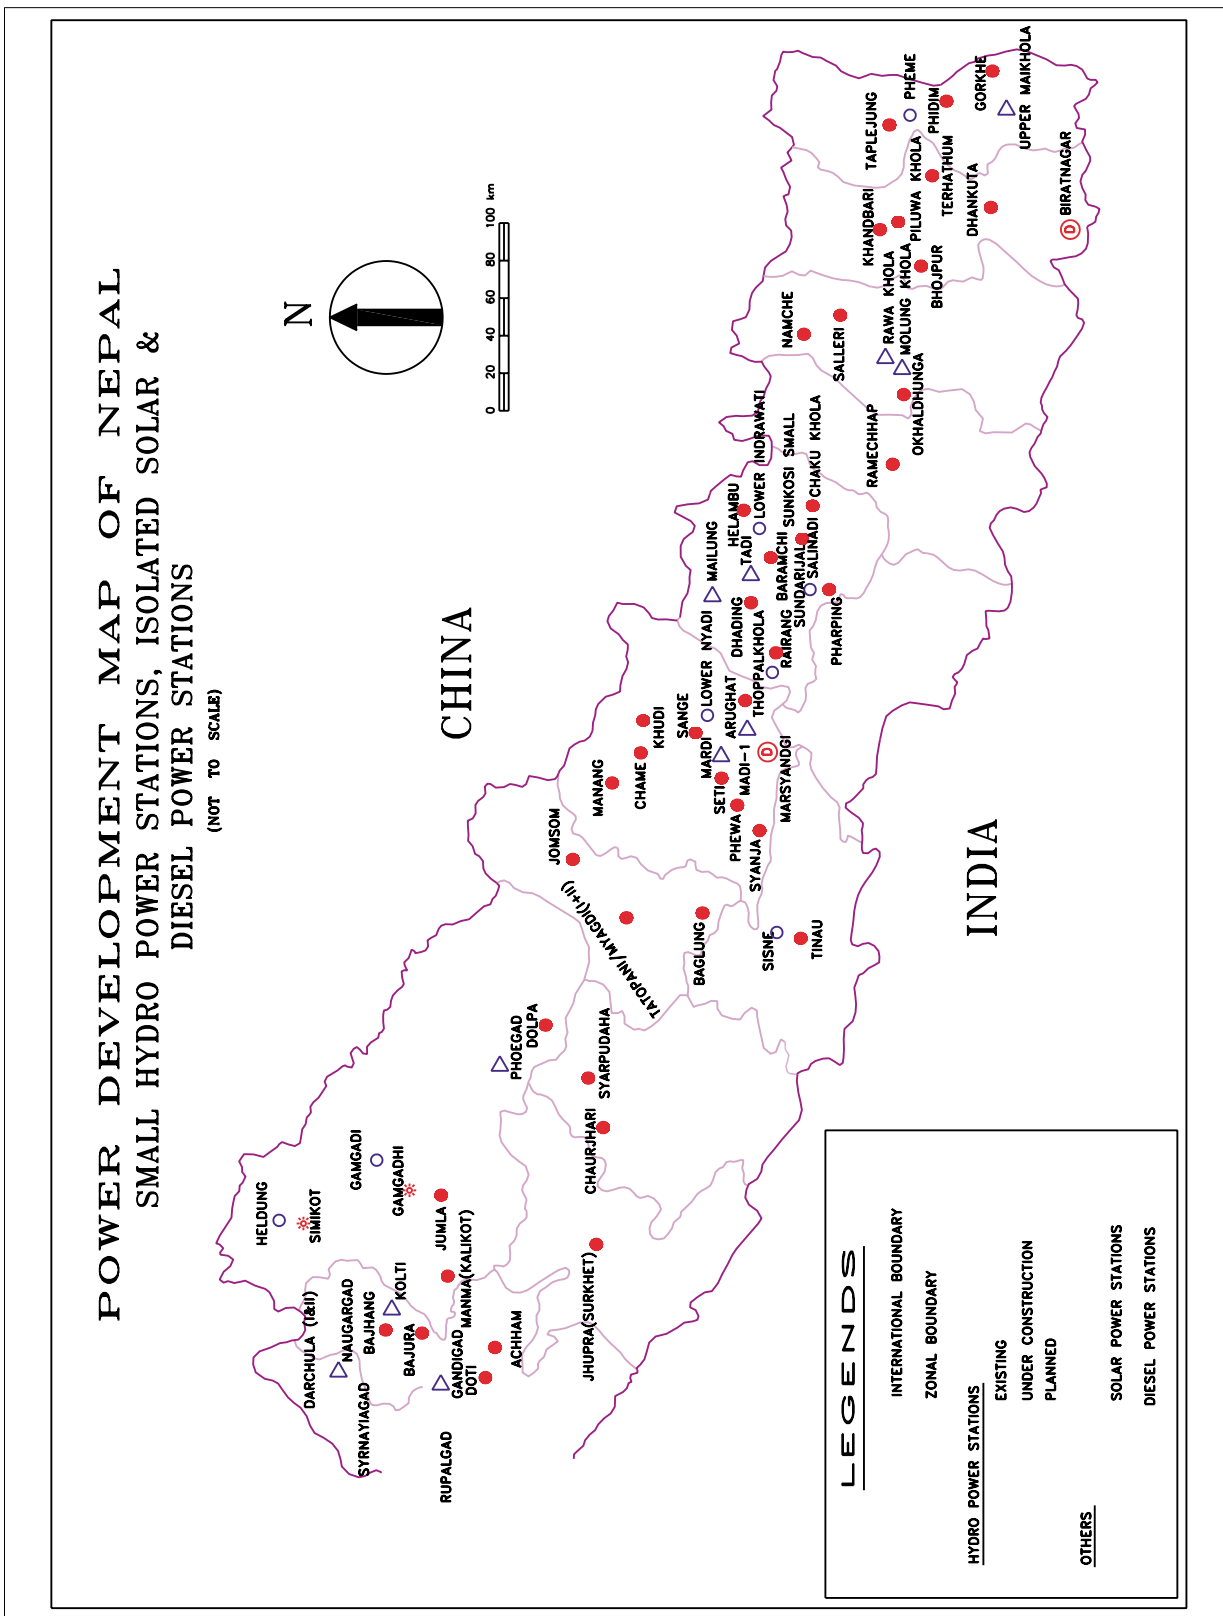 POWER DEVELOPMENT MAP OF NEPAL
SMALL HYDRO POWER STATIONS, ISOLATED SOLAR &
DIESEL POWER STATIONS
(NOT TO SCALE)
N
0 20 40 60 80 100 km
CHINA
INDIA
HELDUNG
SIMIKOT
GAMGADI
GAMGADHI
DARCHULA (I&II)
NAUGARGAD
SYRNAYIAGAD
BAJHANG
KOLTI
BAJURA
JUMLA
MANMA(KALIKOT)
GANDIGAD
DOTI
RUPALGAD
ACHHAM
JHUPRA(SURKHET)
PHOEGAD
DOLPA
CHAURJHARI
SYARPUDAHA
JOMSOM
TATOPANI/MYAGDI(I+II)
BAGLUNG
SISNE
TINAU
MANANG
CHAME
KHUDI
SANGE
LOWER NYADI
MARDI
SETI
MADI-1
ARUGHAT
THOPPALKHOLA
PHEWA
SYANJA
MARSYANDGI
MAILUNG
TADI
DHADING
RAIRANG
HELAMBU
LOWER INDRAWATI
BARAMCHI
SUNKOSI SMALL
SUNDARIJAL
SALINADI
CHAKU KHOLA
PHARPING
NAMCHE
SALLERI
RAMECHHAP
OKHALDHUNGA
RAWA KHOLA
MOLUNG KHOLA
KHANDBARI
PILUWA KHOLA
BHOJPUR
TAPLEJUNG
PHEME
PHIDIM
TERHATHUM
DHANKUTA
GORKHE
UPPER MAIKHOLA
D BIRATNAGAR
D
LEGENDS
INTERNATIONAL BOUNDARY
ZONAL BOUNDARY
HYDRO POWER STATIONS
EXISTING
UNDER CONSTRUCTION
PLANNED
OTHERS
SOLAR POWER STATIONS
DIESEL POWER STATIONS